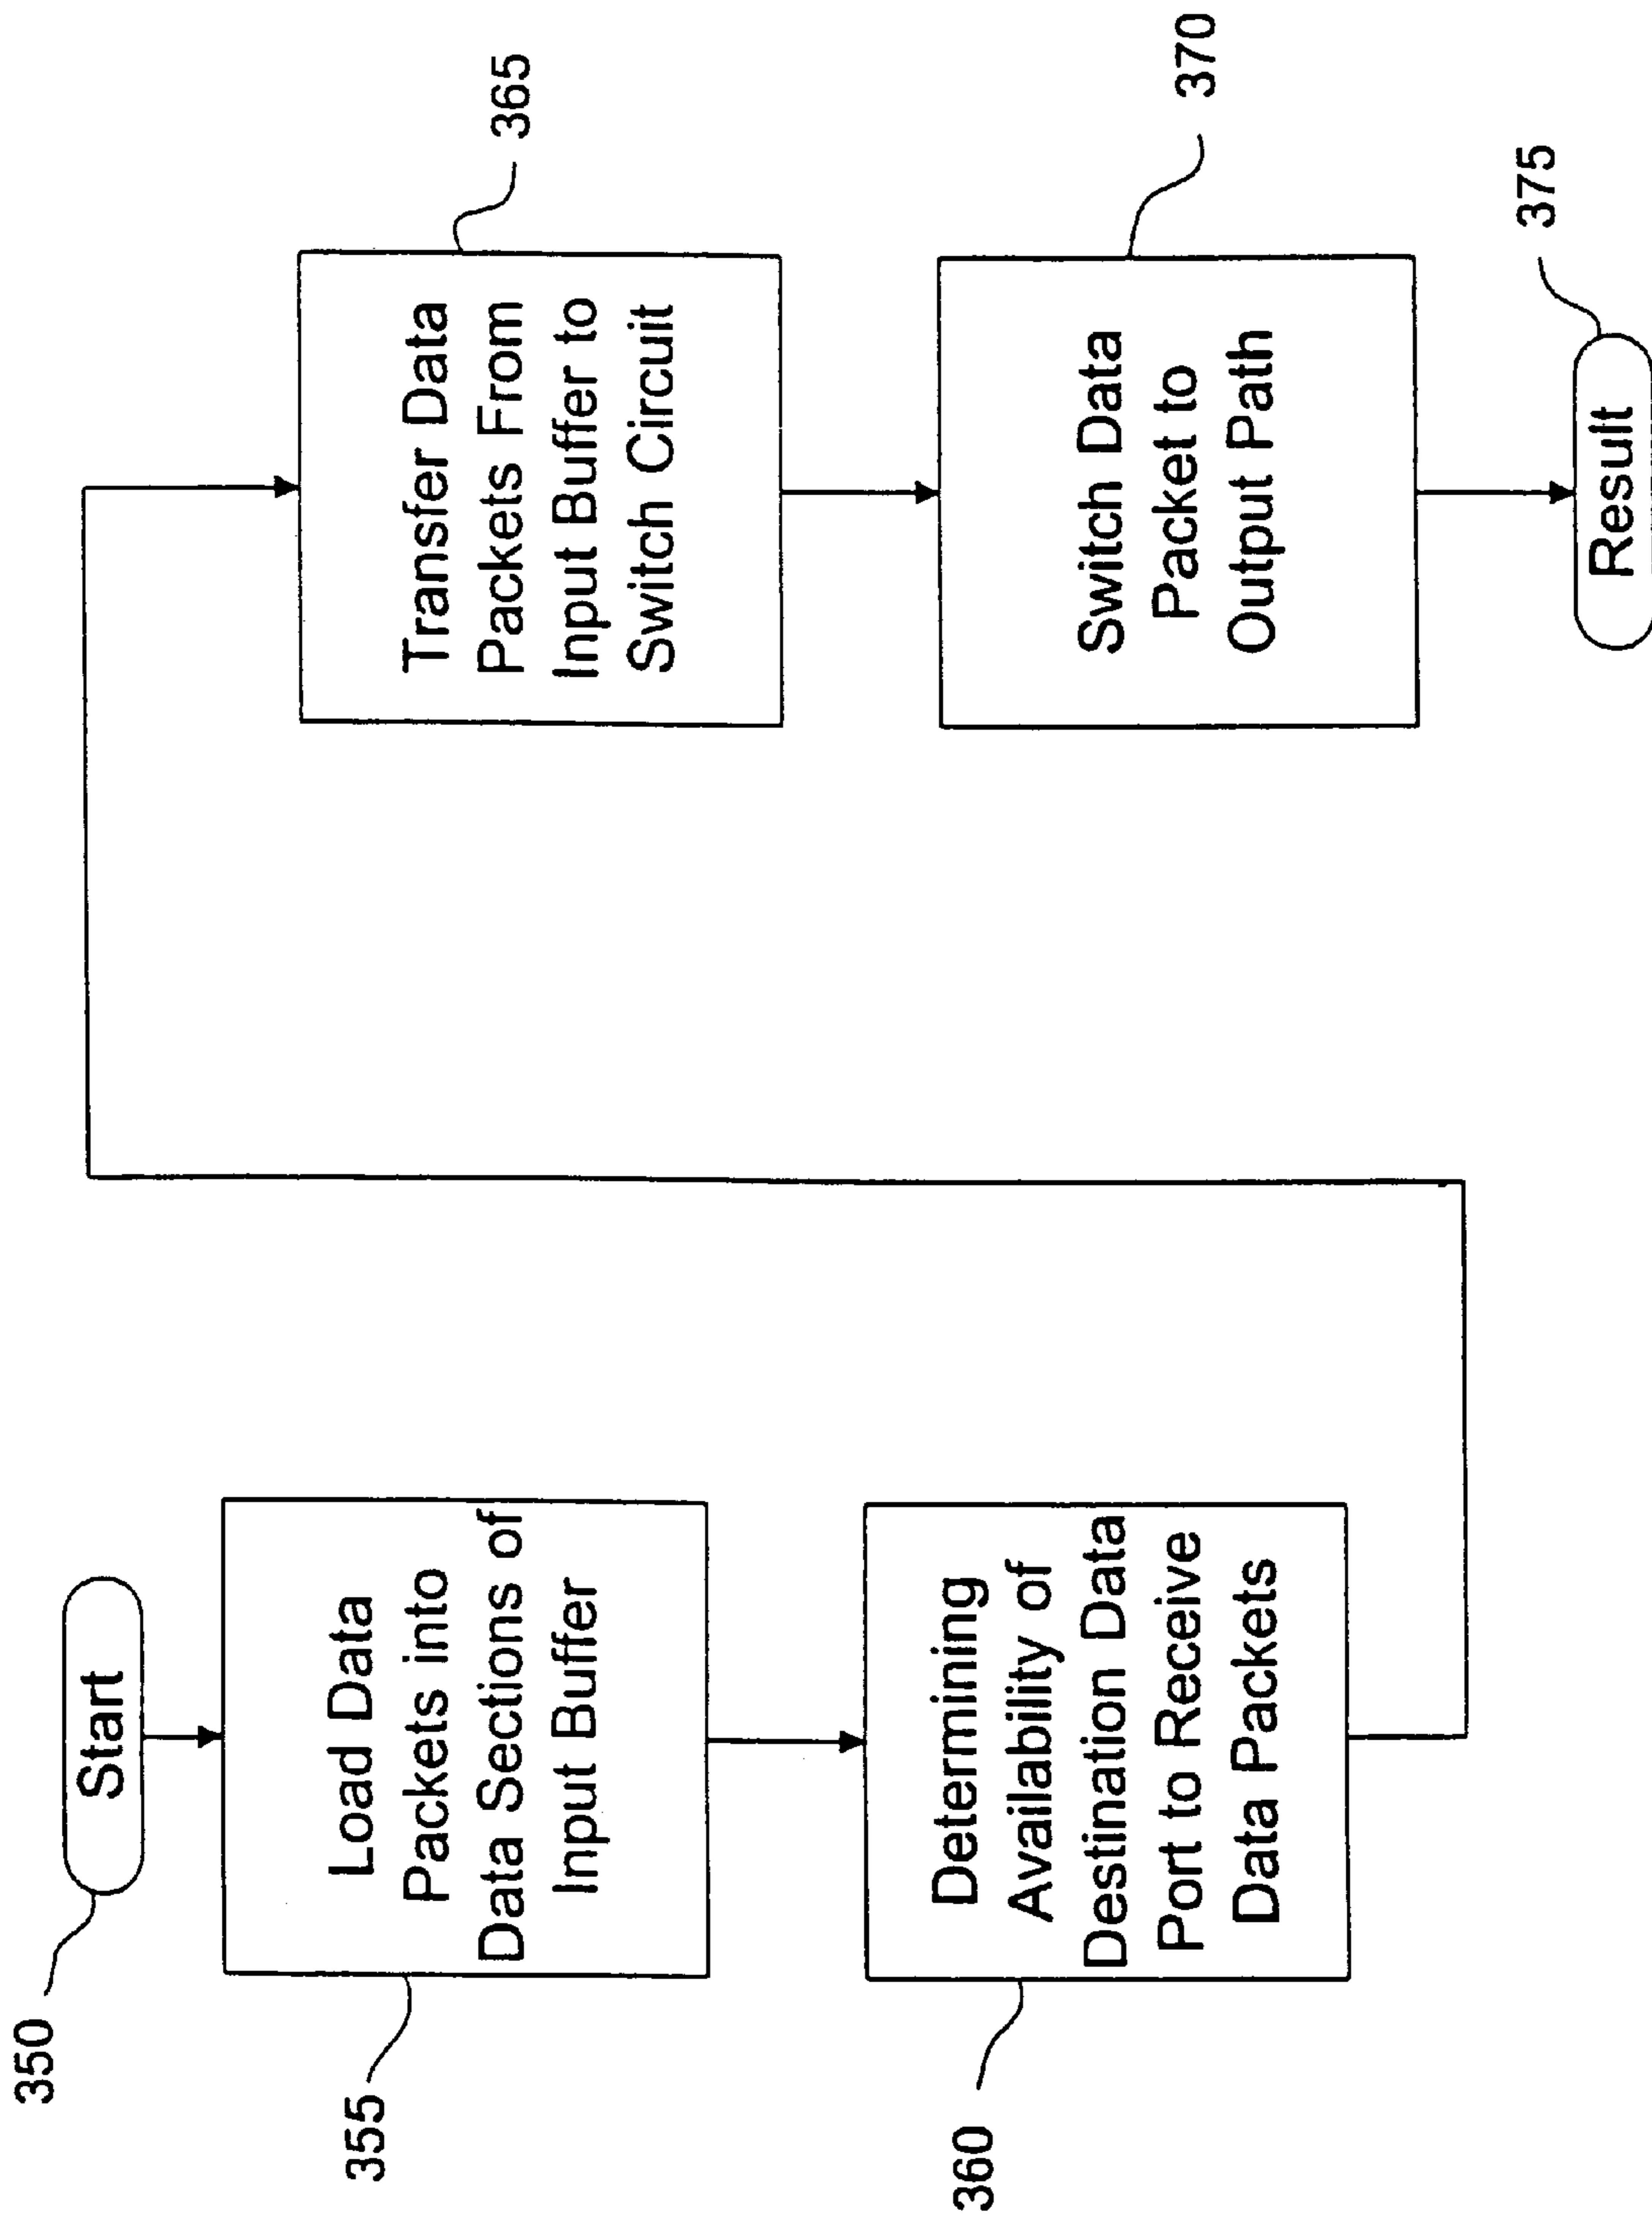 350
Start
355
Load Data
Packets into
Data Sections of
Input Buffer
360
Determining
Availability of
Destination Data
Port to Receive
Data Packets
365
Transfer Data
Packets From
Input Buffer to
Switch Circuit
370
Switch Data
Packet to
Output Path
375
Result